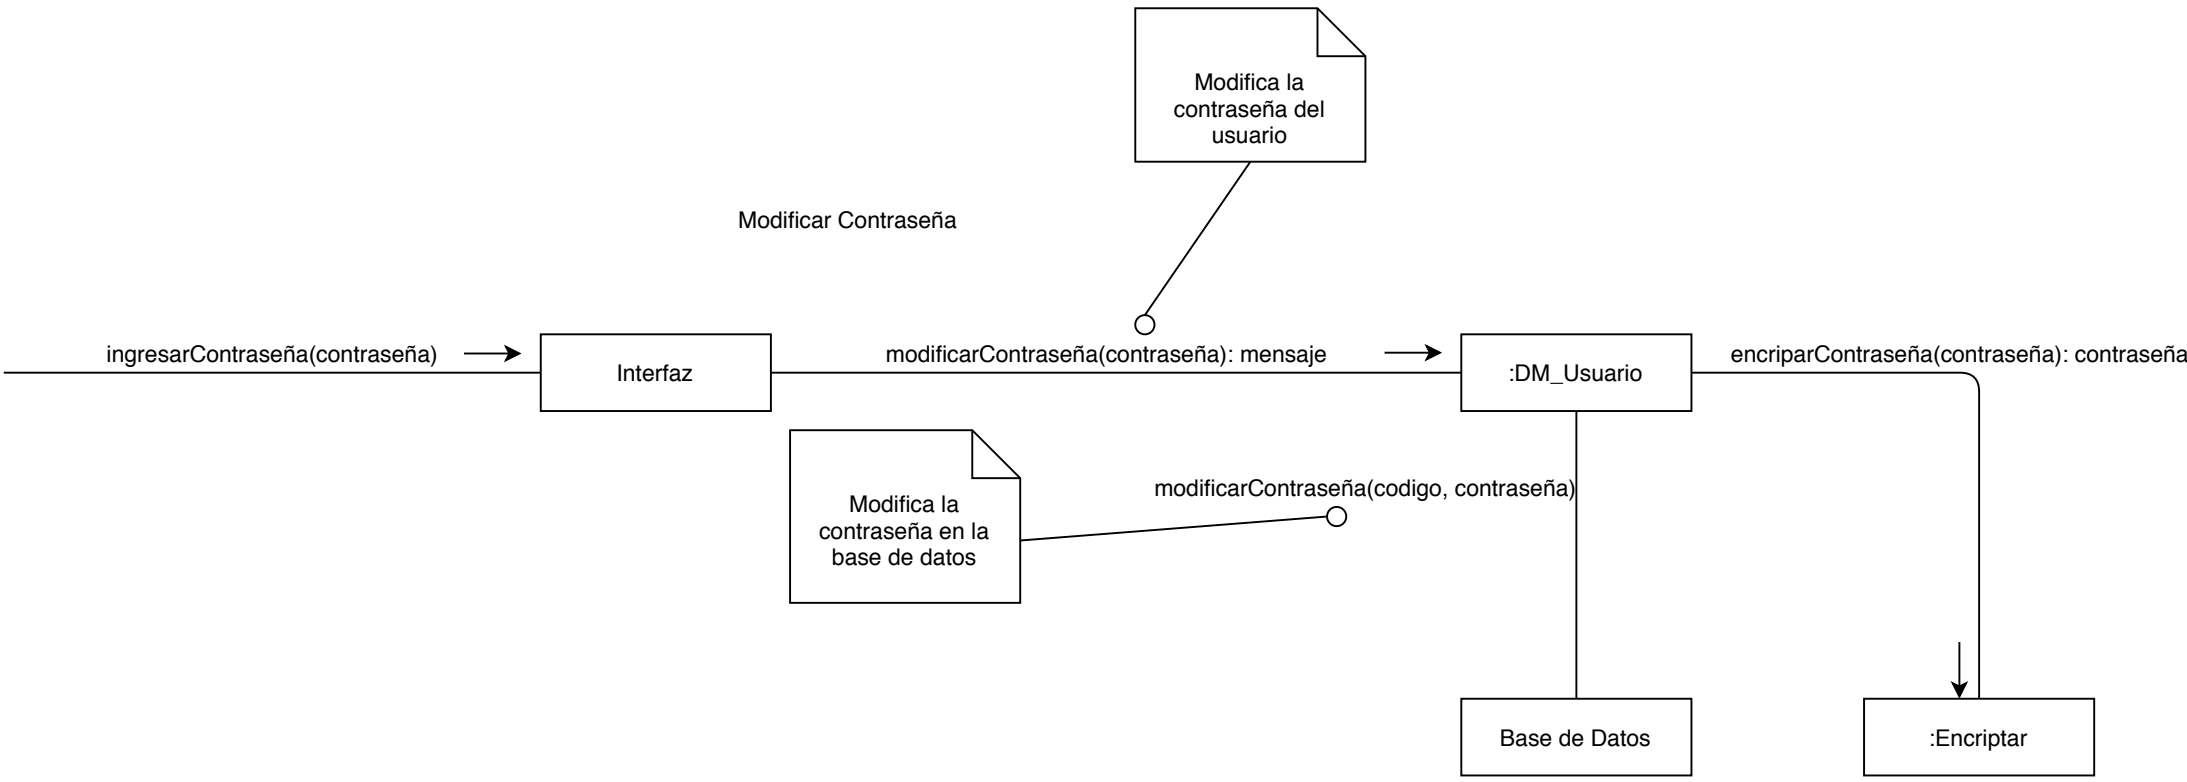 Modifica la
contraseña del
usuario
Modificar Contraseña
ingresarContraseña(contraseña)
Interfaz
modificarContraseña(contraseña): mensaje
:DM_Usuario
encriparContraseña(contraseña): contraseña
Modifica la
contraseña en la
base de datos
modificarContraseña(codigo, contraseña)
Base de Datos
:Encriptar